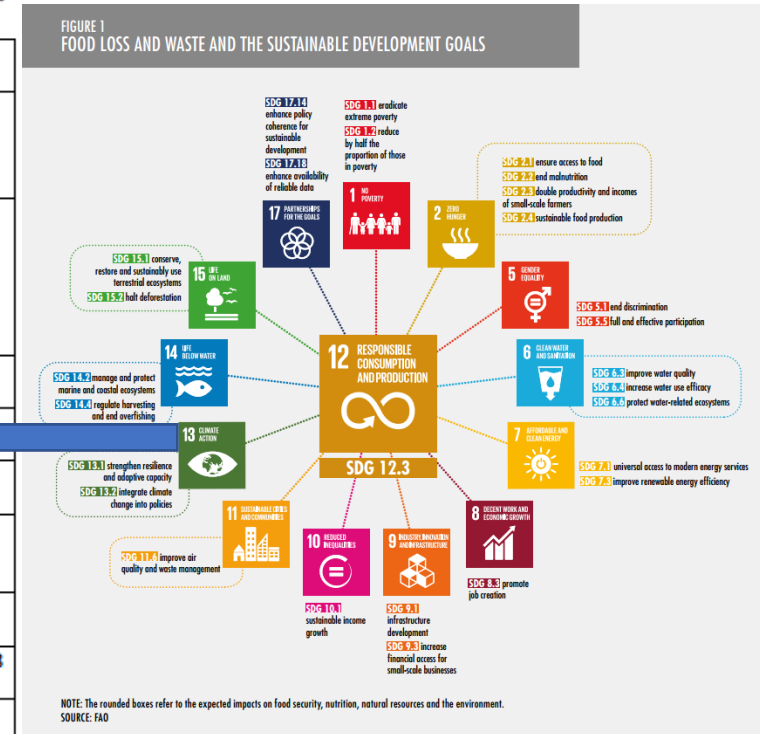 FIGURE 1
FOOD LOSS AND WASTE AND THE SUSTAINABLE DEVELOPMENT GOALS
SDG 17.14
enhance policy
coherence for
sustainable
development
SDG 17.18
enhance availability
of reliable data
SDG 1.1 eradicate
extreme poverty
SDG 1.2 reduce
by half the
proportion of those
in poverty
SDG 2.1 ensure access to food
SDG 2.2 end malnutrition
SDG 2.3 double productivity and incomes
of small-scale farmers
SDG 2.4 sustainable food production
17 PARTNERSHIPS
FOR THE GOALS
1 NO
POVERTY
2 ZERO
HUNGER
SDG 15.1 conserve,
restore and sustainably use
terrestrial ecosystems
SDG 15.2 halt deforestation
15 LIFE
ON LAND
5 GENDER
EQUALITY
SDG 5.1 end discrimination
SDG 5.5 full and effective participation
14 LIFE
BELOW WATER
SDG 14.2 manage and protect
marine and coastal ecosystems
SDG 14.4 regulate harvesting
and end overfishing
12 RESPONSIBLE
CONSUMPTION
AND PRODUCTION
SDG 12.3
6 CLEAN WATER
AND SANITATION
SDG 6.3 improve water quality
SDG 6.4 increase water use efficacy
SDG 6.6 protect water-related ecosystems
13 CLIMATE
ACTION
SDG 13.1 strengthen resilience
and adaptive capacity
SDG 13.2 integrate climate
change into policies
7 AFFORDABLE AND
CLEAN ENERGY
SDG 7.1 universal access to modern energy services
SDG 7.3 improve renewable energy efficiency
11 SUSTAINABLE CITIES
AND COMMUNITIES
SDG 11.6 improve air
quality and waste management
10 REDUCED
INEQUALITIES
SDG 10.1
sustainable income
growth
9 INDUSTRY, INNOVATION
AND INFRASTRUCTURE
SDG 9.1
infrastructure
development
SDG 9.3 increase
financial access for
small-scale businesses
8 DECENT WORK AND
ECONOMIC GROWTH
SDG 8.3 promote
job creation
NOTE: The rounded boxes refer to the expected impacts on food security, nutrition, natural resources and the environment.
SOURCE: FAO